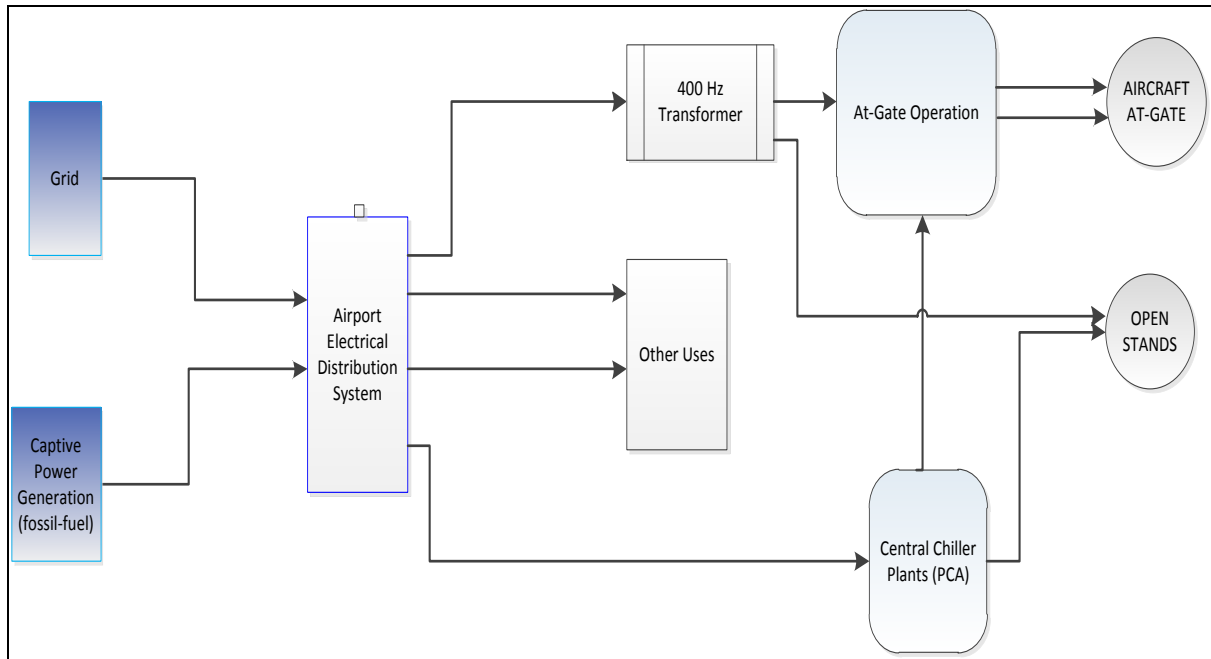 400 Hz
Transformer
At-Gate Operation
AIRCRAFT
AT-GATE
Grid
Airport
Electrical
Distribution
System
Other Uses
OPEN
STANDS
Captive
Power
Generation
(fossil-fuel)
Central Chiller
Plants (PCA)